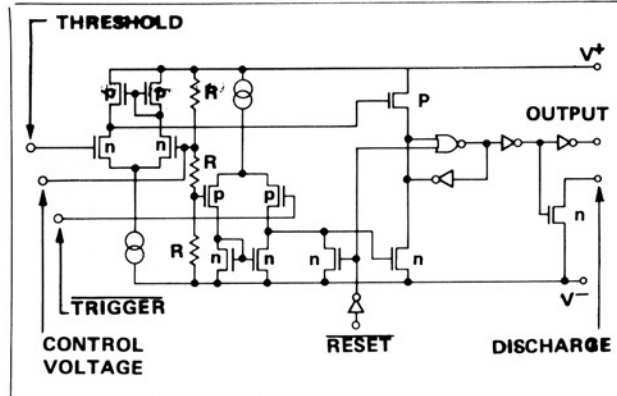 THRESHOLD
V+
p p R
p
OUTPUT
n n
R
p p
n
R n n n n
V−
TRIGGER
RESET
CONTROL
VOLTAGE
DISCHARGE